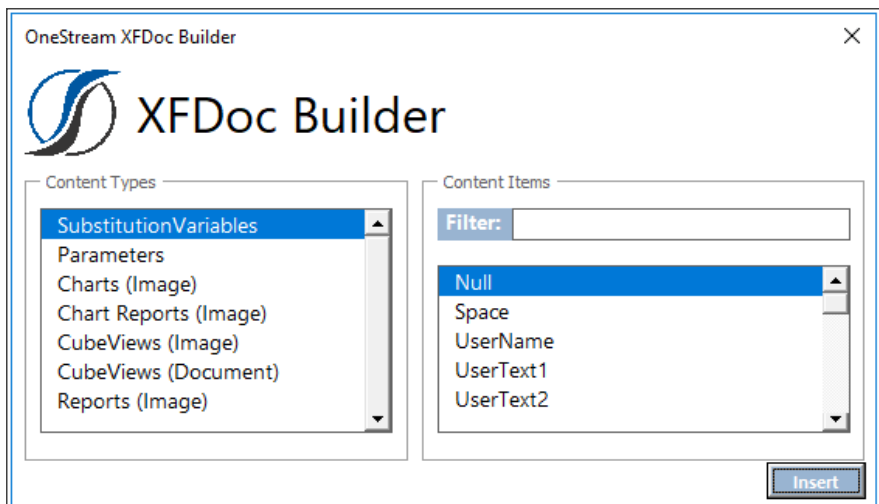 OneStream XFDoc Builder
XFDoc Builder
Content Types
SubstitutionVariables
Parameters
Charts (Image)
Chart Reports (Image)
CubeViews (Image)
CubeViews (Document)
Reports (Image)
Content Items
Filter:
Null
Space
UserName
UserText1
UserText2
Insert